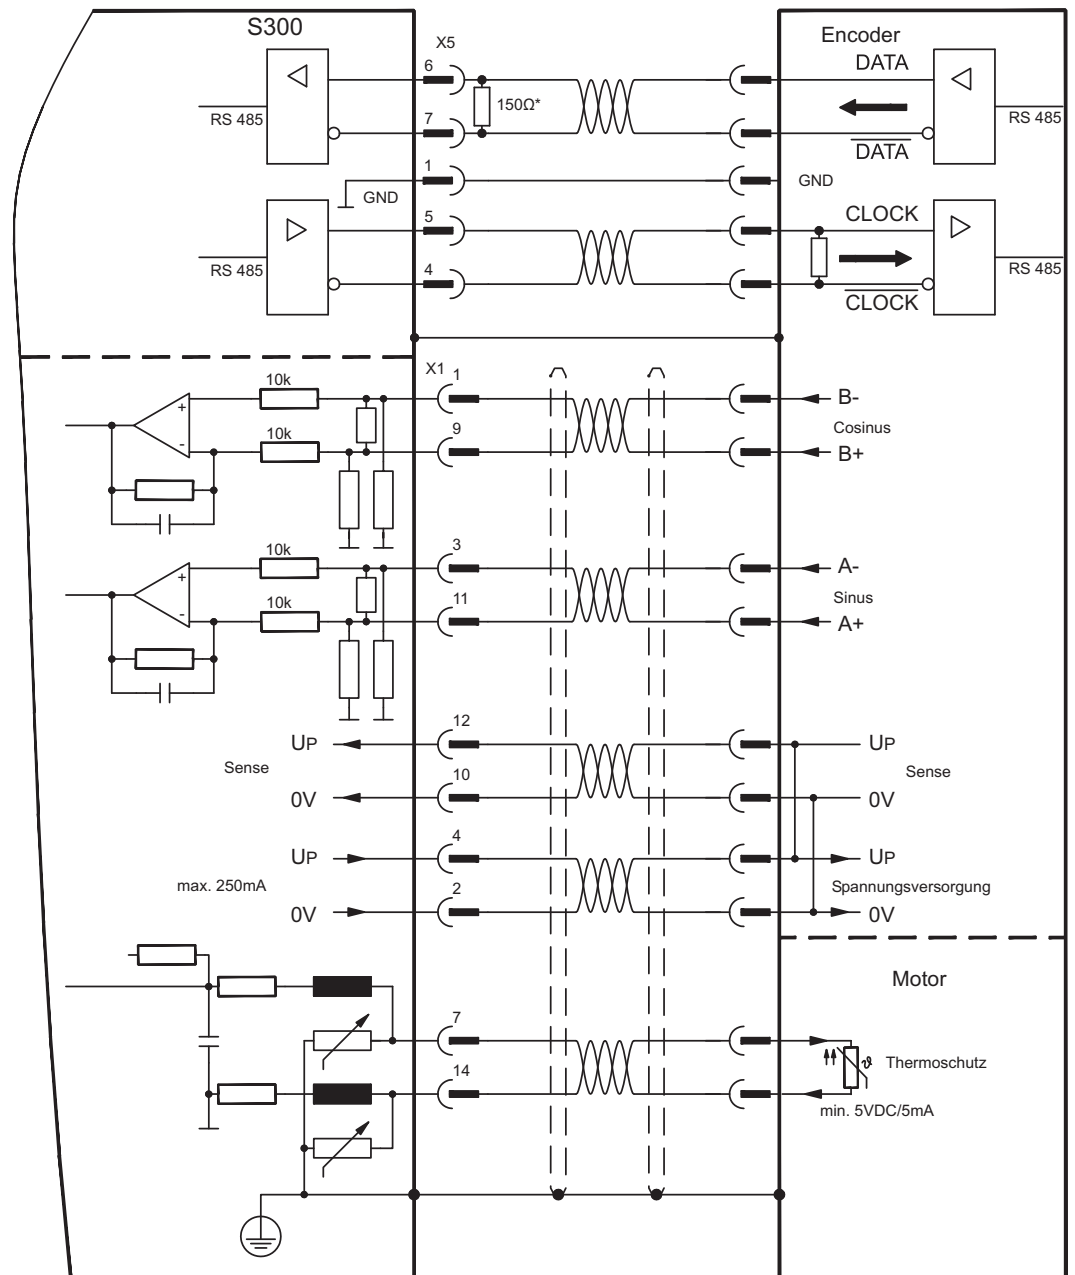 S300
Encoder
X5
6
DATA
150Ω*
RS 485
RS 485
7
DATA
1
GND
GND
5
CLOCK
RS 485
RS 485
4
CLOCK
X1
1
10k
B-
Cosinus
10k
9
B+
10k
3
A-
Sinus
10k
11
A+
UP
12
UP
Sense
Sense
0V
10
0V
UP
4
UP
max. 250mA
Spannungsversorgung
0V
2
0V
Motor
7
ϑ
Thermoschutz
14
min. 5VDC/5mA